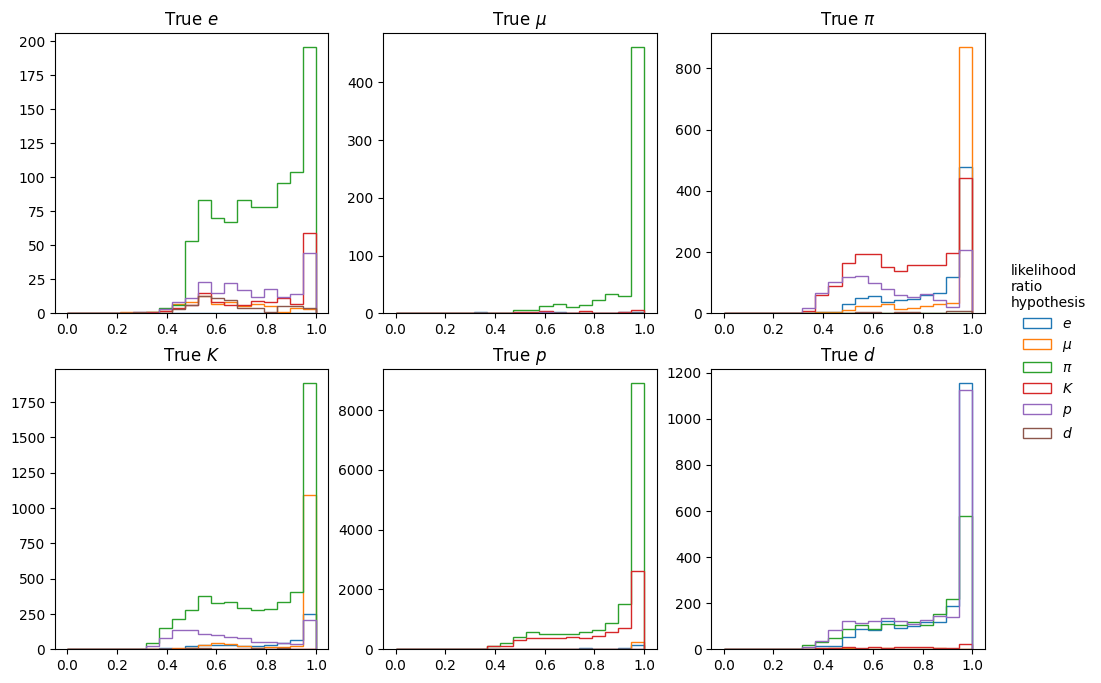 True e
True μ
True π
200
175
150
125
100
75
50
25
0
400
300
200
100
0
800
600
400
200
0
0.0 0.2 0.4 0.6 0.8 1.0
0.0 0.2 0.4 0.6 0.8 1.0
0.0 0.2 0.4 0.6 0.8 1.0
True K
True p
True d
1750
1500
1250
1000
750
500
250
0
8000
6000
4000
2000
0
1200
1000
800
600
400
200
0
0.0 0.2 0.4 0.6 0.8 1.0
0.0 0.2 0.4 0.6 0.8 1.0
0.0 0.2 0.4 0.6 0.8 1.0
likelihood
ratio
hypothesis
e
μ
π
K
p
d